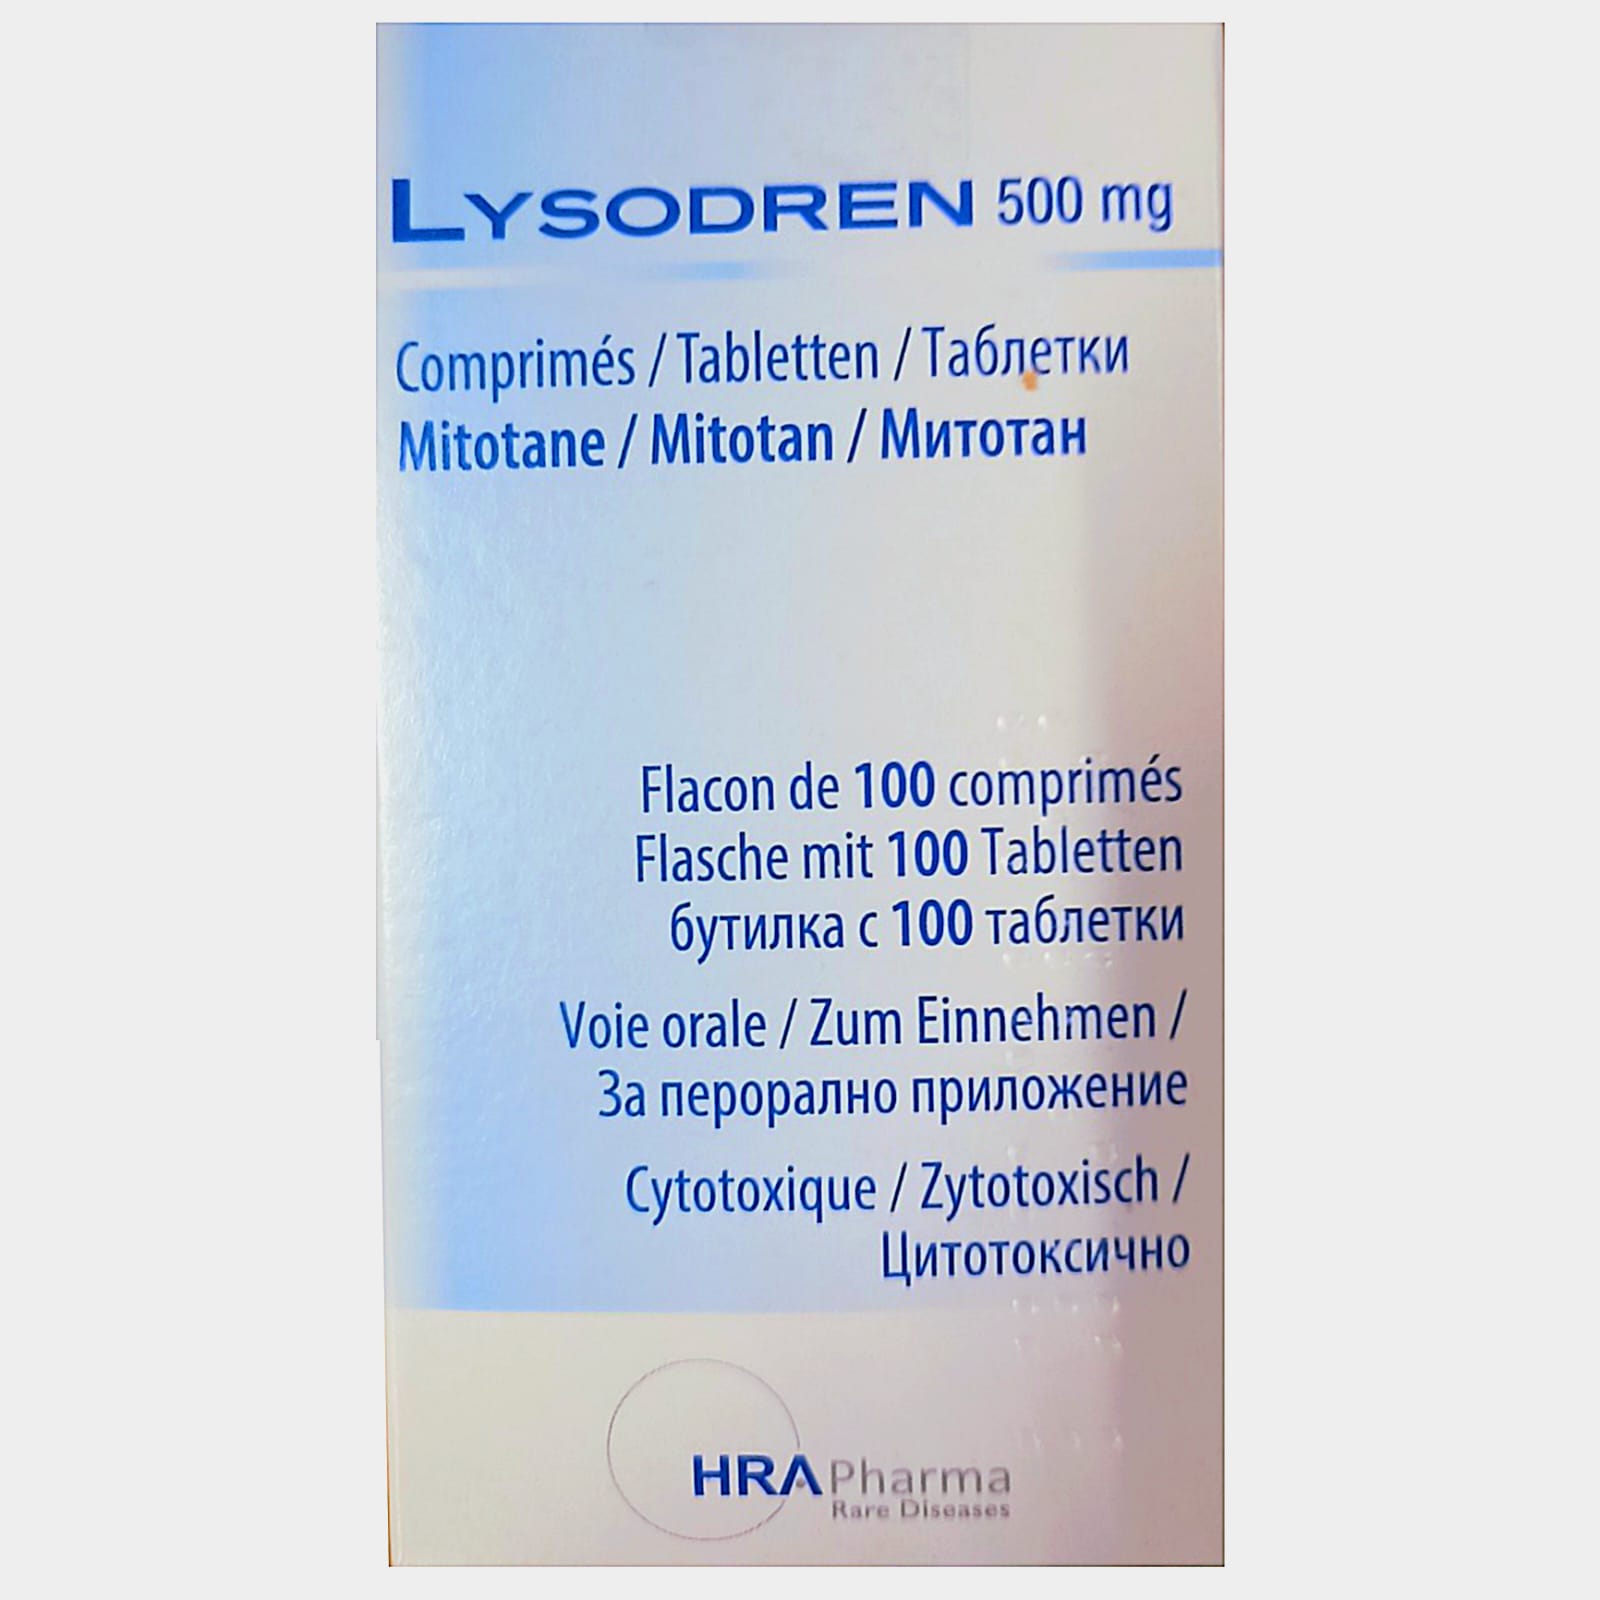 LYSODREN 500 mg
Comprimés / Tabletten / Таблетки
Mitotane / Mitotan / Митотан
Flacon de 100 comprimés
Flasche mit 100 Tabletten
бутилка с 100 таблетки
Voie orale / Zum Einnehmen /
За перорално приложение
Cytotoxique / Zytotoxisch /
Цитотоксично
HRA Pharma
Rare Diseases